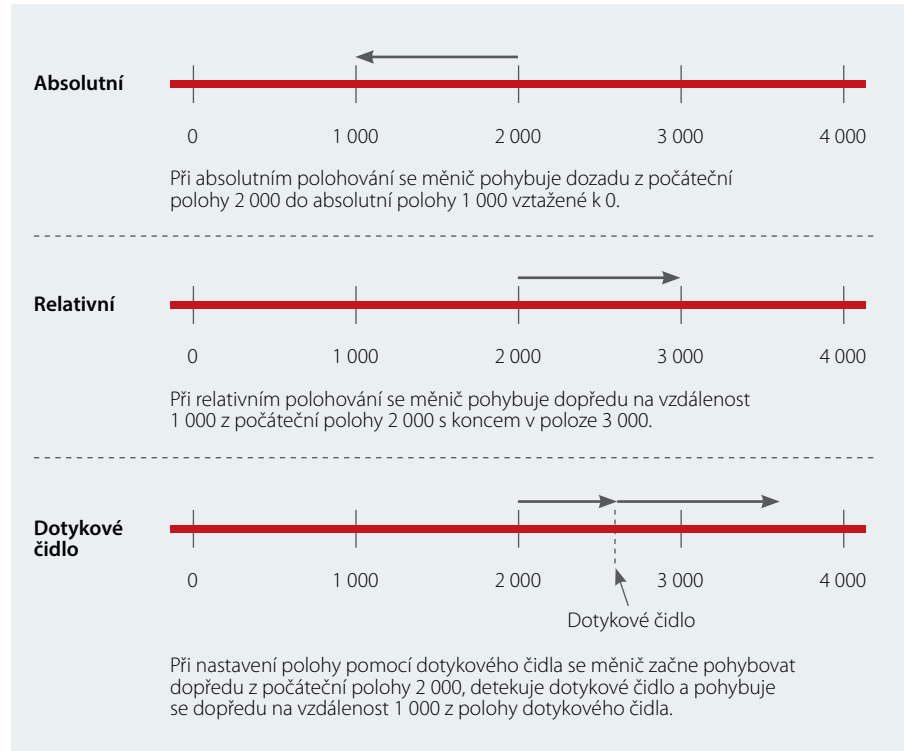 Absolutní
0 1 000 2 000 3 000 4 000
Při absolutním polohování se měnič pohybuje dozadu z počáteční
polohy 2 000 do absolutní polohy 1 000 vztažené k 0.
Relativní
0 1 000 2 000 3 000 4 000
Při relativním polohování se měnič pohybuje dopředu na vzdálenost
1 000 z počáteční polohy 2 000 s koncem v poloze 3 000.
Dotykové
čidlo
0 1 000 2 000 3 000 4 000
Dotykové čidlo
Při nastavení polohy pomocí dotykového čidla se měnič začne pohybovat
dopředu z počáteční polohy 2 000, detekuje dotykové čidlo a pohybuje
se dopředu na vzdálenost 1 000 z polohy dotykového čidla.